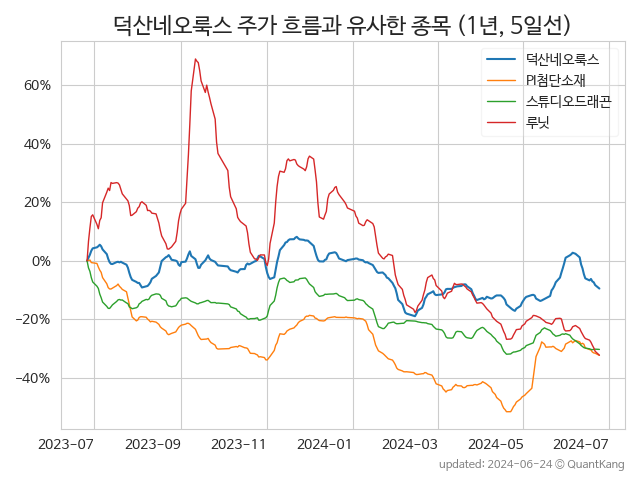 덕산네오룩스 주가 흐름과 유사한 종목 (1년, 5일선)
덕산네오룩스
PI첨단소재
스튜디오드래곤
루닛
60%
40%
20%
0%
−20%
−40%
2023-07 2023-09 2023-11 2024-01 2024-03 2024-05 2024-07
updated: 2024-06-24 © QuantKang